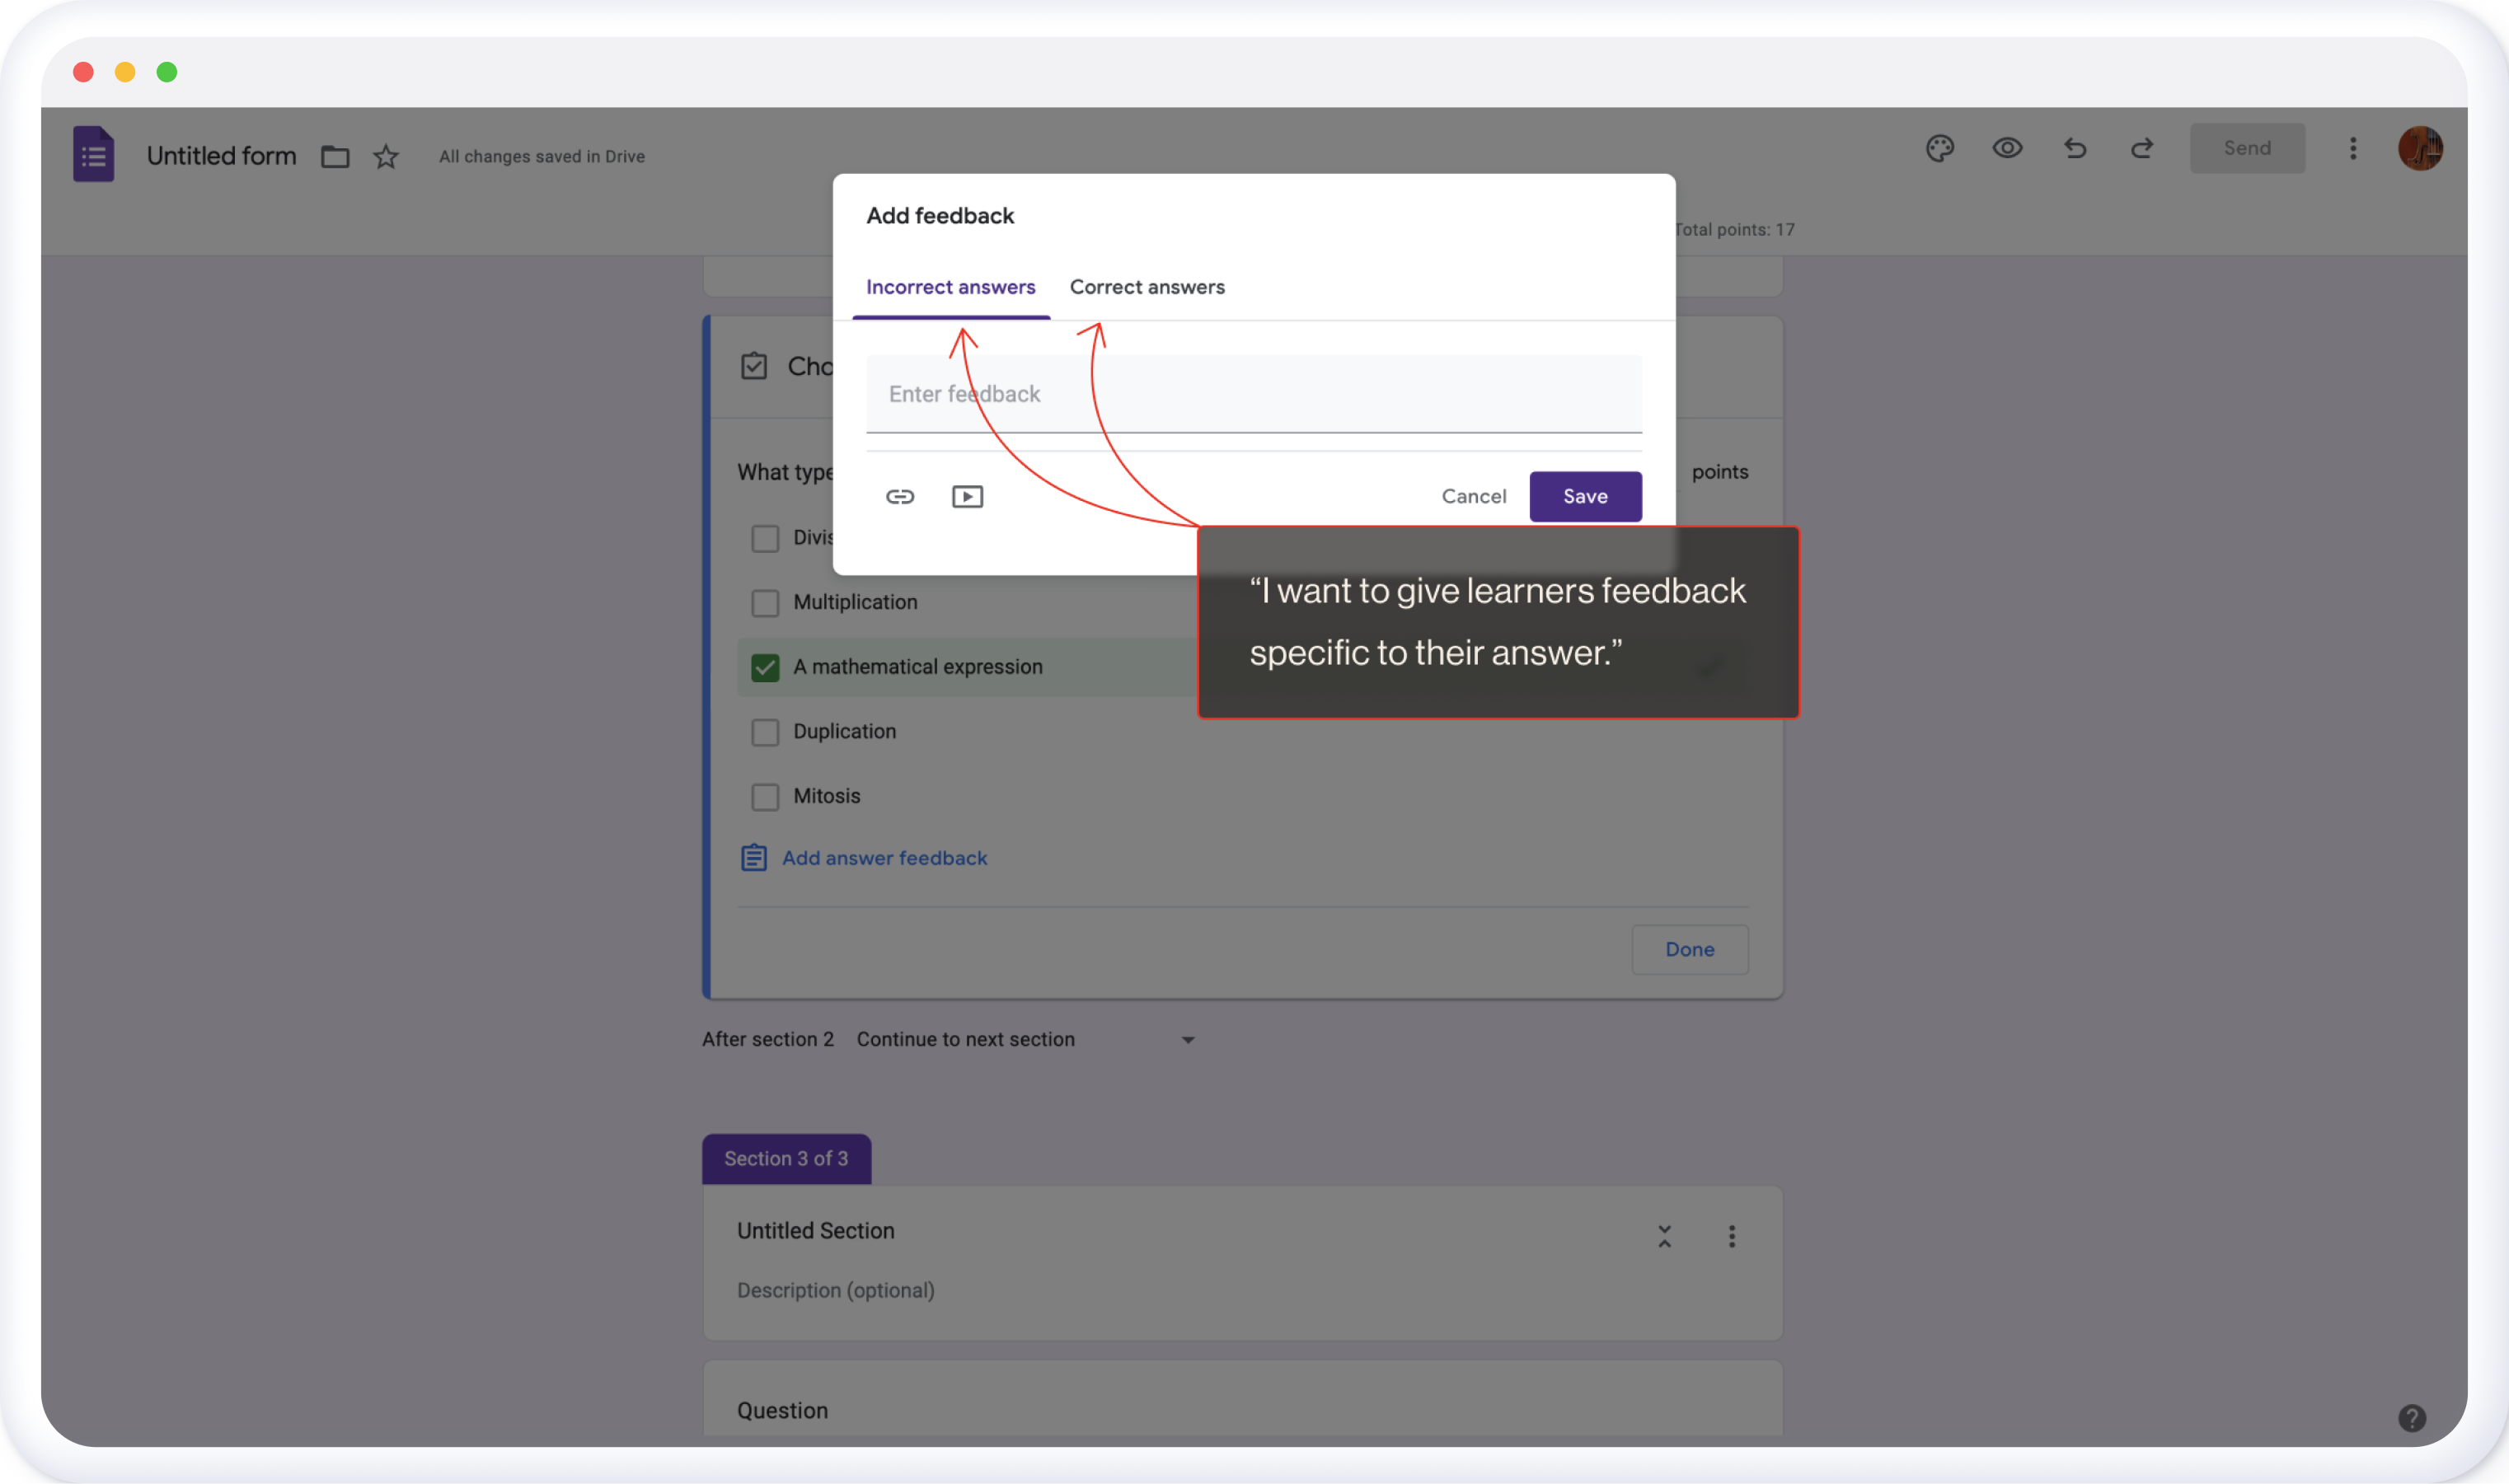 Untitled form
All changes saved in Drive
Send
Add feedback
Total points: 17
Incorrect answers
Correct answers
Cho
Enter feedback
What type
points
Cancel
Save
Divis
“I want to give learners feedback
specific to their answer.”
Multiplication
A mathematical expression
Duplication
Mitosis
Add answer feedback
Done
After section 2 Continue to next section
Section 3 of 3
Untitled Section
Description (optional)
Question